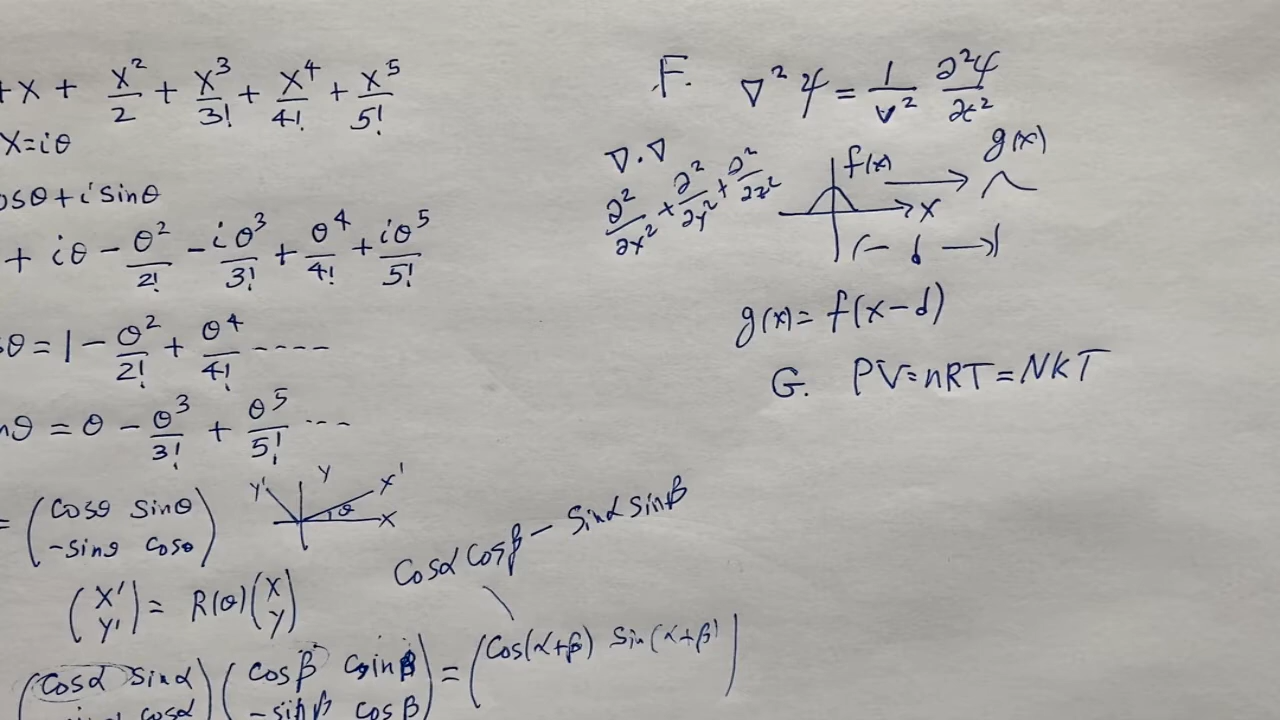 +x + x²/2 + x³/3! + x⁴/4! + x⁵/5!
x=iθ
osθ+i sinθ
+ iθ - θ²/2! - iθ³/3! + θ⁴/4! + iθ⁵/5!
sθ = 1 - θ²/2! + θ⁴/4! ----
nθ = θ - θ³/3! + θ⁵/5! ---
= (cosθ sinθ
-sinθ cosθ)
Y' Y X'
θ X
(X' Y') = R(θ)(X Y)
cosα cosβ - sinα sinβ
(cosα sinα) (cosβ sinβ) = (cos(α+β) sin(α+β)
cosα -sinβ cosβ
F. ∇²ψ = 1/v² ∂²ψ/∂t²
∇·∇
∂²/∂x² + ∂²/∂y² + ∂²/∂z²
f(x) g(x)
x
d
g(x) = f(x-d)
G. PV=nRT=NkT